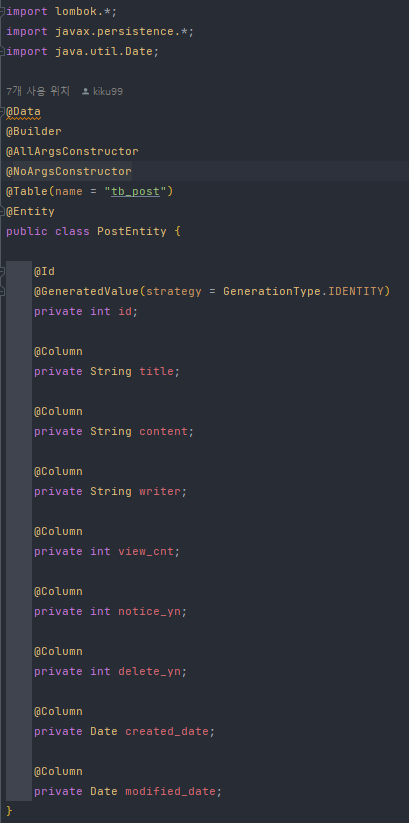 import lombok.*;
import javax.persistence.*;
import java.util.Date;
7개 사용 위치 kiku99
@Data
@Builder
@AllArgsConstructor
@NoArgsConstructor
@Table(name = "tb_post")
@Entity
public class PostEntity {
@Id
@GeneratedValue(strategy = GenerationType.IDENTITY)
private int id;
@Column
private String title;
@Column
private String content;
@Column
private String writer;
@Column
private int view_cnt;
@Column
private int notice_yn;
@Column
private int delete_yn;
@Column
private Date created_date;
@Column
private Date modified_date;
}